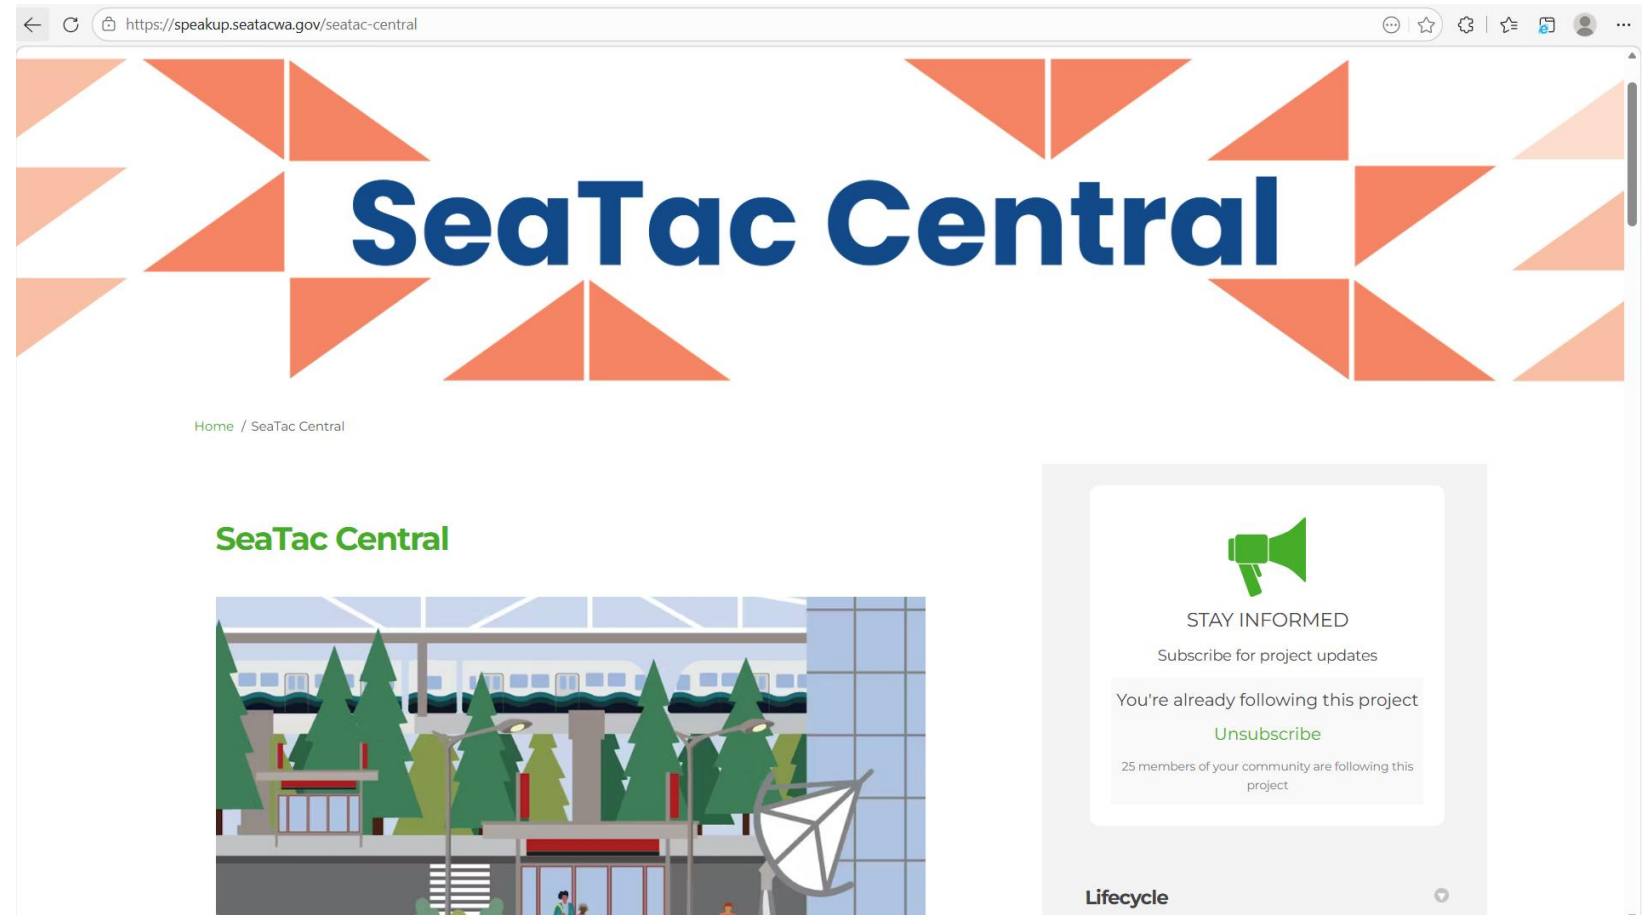 https://speakup.seatacwa.gov/seatac-central
SeaTac Central
Home / SeaTac Central
SeaTac Central
STAY INFORMED
Subscribe for project updates
You're already following this project
Unsubscribe
25 members of your community are following this
project
Lifecycle